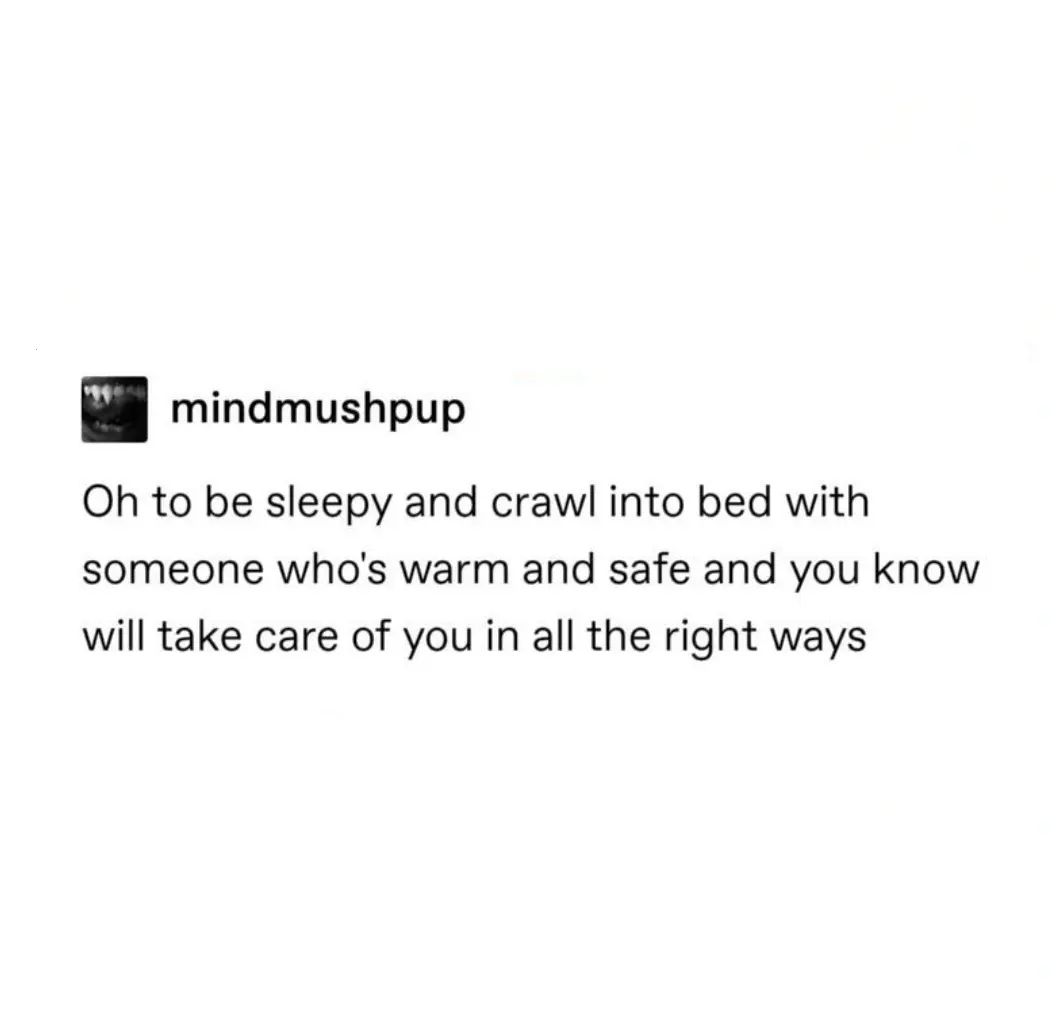 mindmushpup
Oh to be sleepy and crawl into bed with
someone who's warm and safe and you know
will take care of you in all the right ways